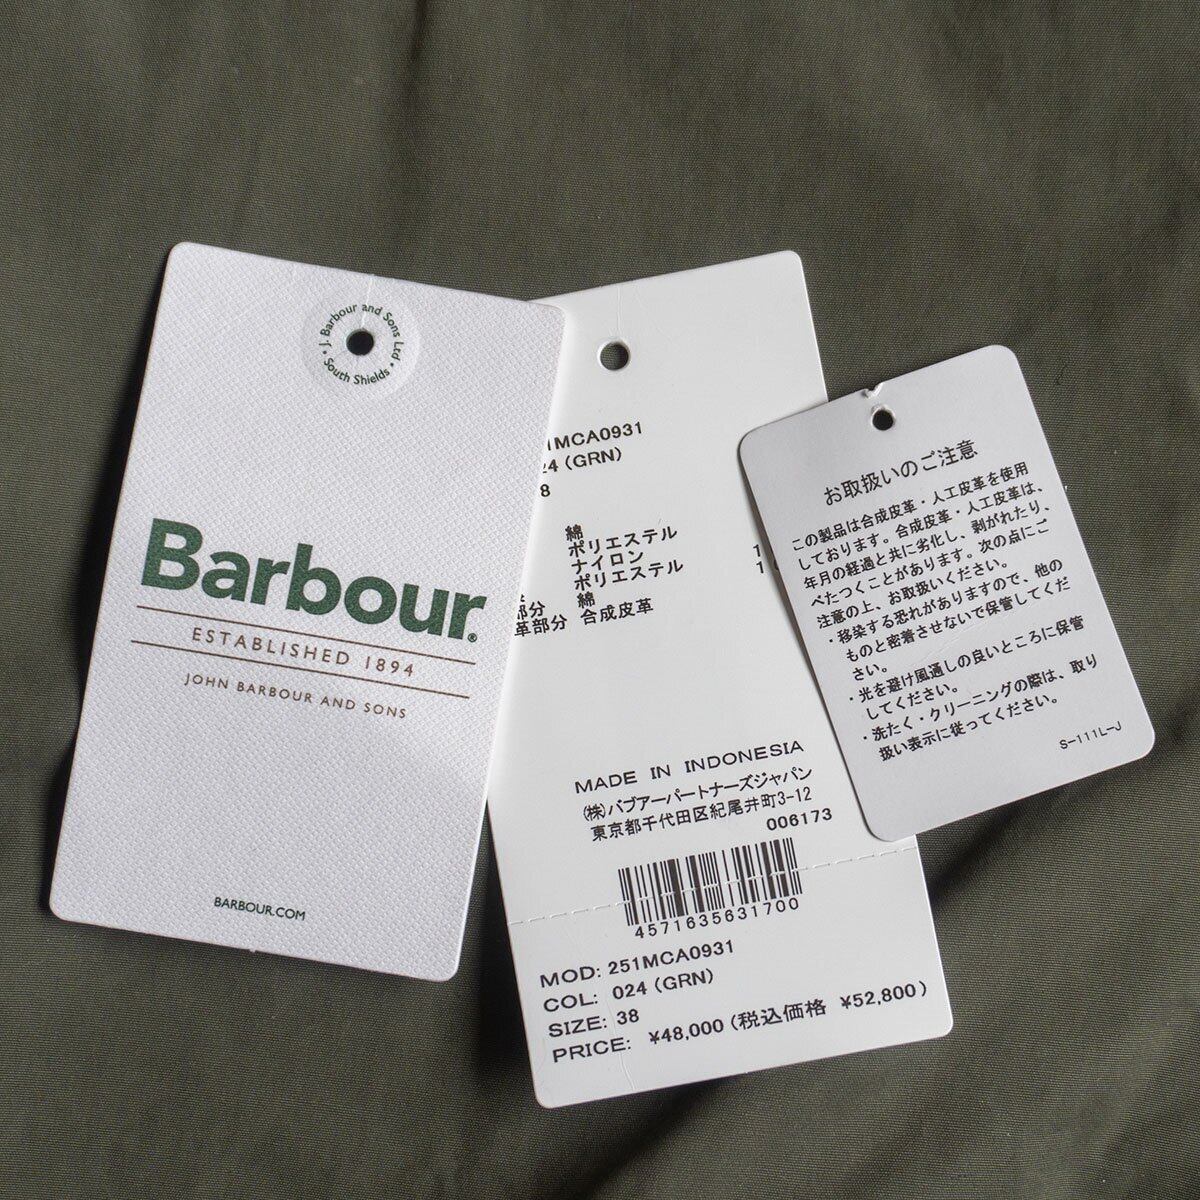 J. Barbour and Sons Ltd
South Shields
Barbour®
ESTABLISHED 1894
JOHN BARBOUR AND SONS
BARBOUR.COM
1MCA0931
24 (GRN)
8
綿
ポリエステル
ナイロン
ポリエステル
部分 綿
革部分 合成皮革
MADE IN INDONESIA
(株)バブアーパートナーズジャパン
東京都千代田区紀尾井町3-12
006173
4571635631700
MOD: 251MCA0931
COL: 024 (GRN)
SIZE: 38
PRICE: ¥48,000 (税込価格 ¥52,800)
お取扱いのご注意
この製品は合成皮革・人工皮革を使用
しております。合成皮革・人工皮革は、
年月の経過と共に劣化し、剥がれたり、
べたつくことがあります。次の点にご
注意の上、お取扱いください。
・移染する恐れがありますので、他の
ものと密着させないで保管してくだ
さい。
・光を避け風通しの良いところに保管
してください。
・洗たく・クリーニングの際は、取り
扱い表示に従ってください。
S-111L-J